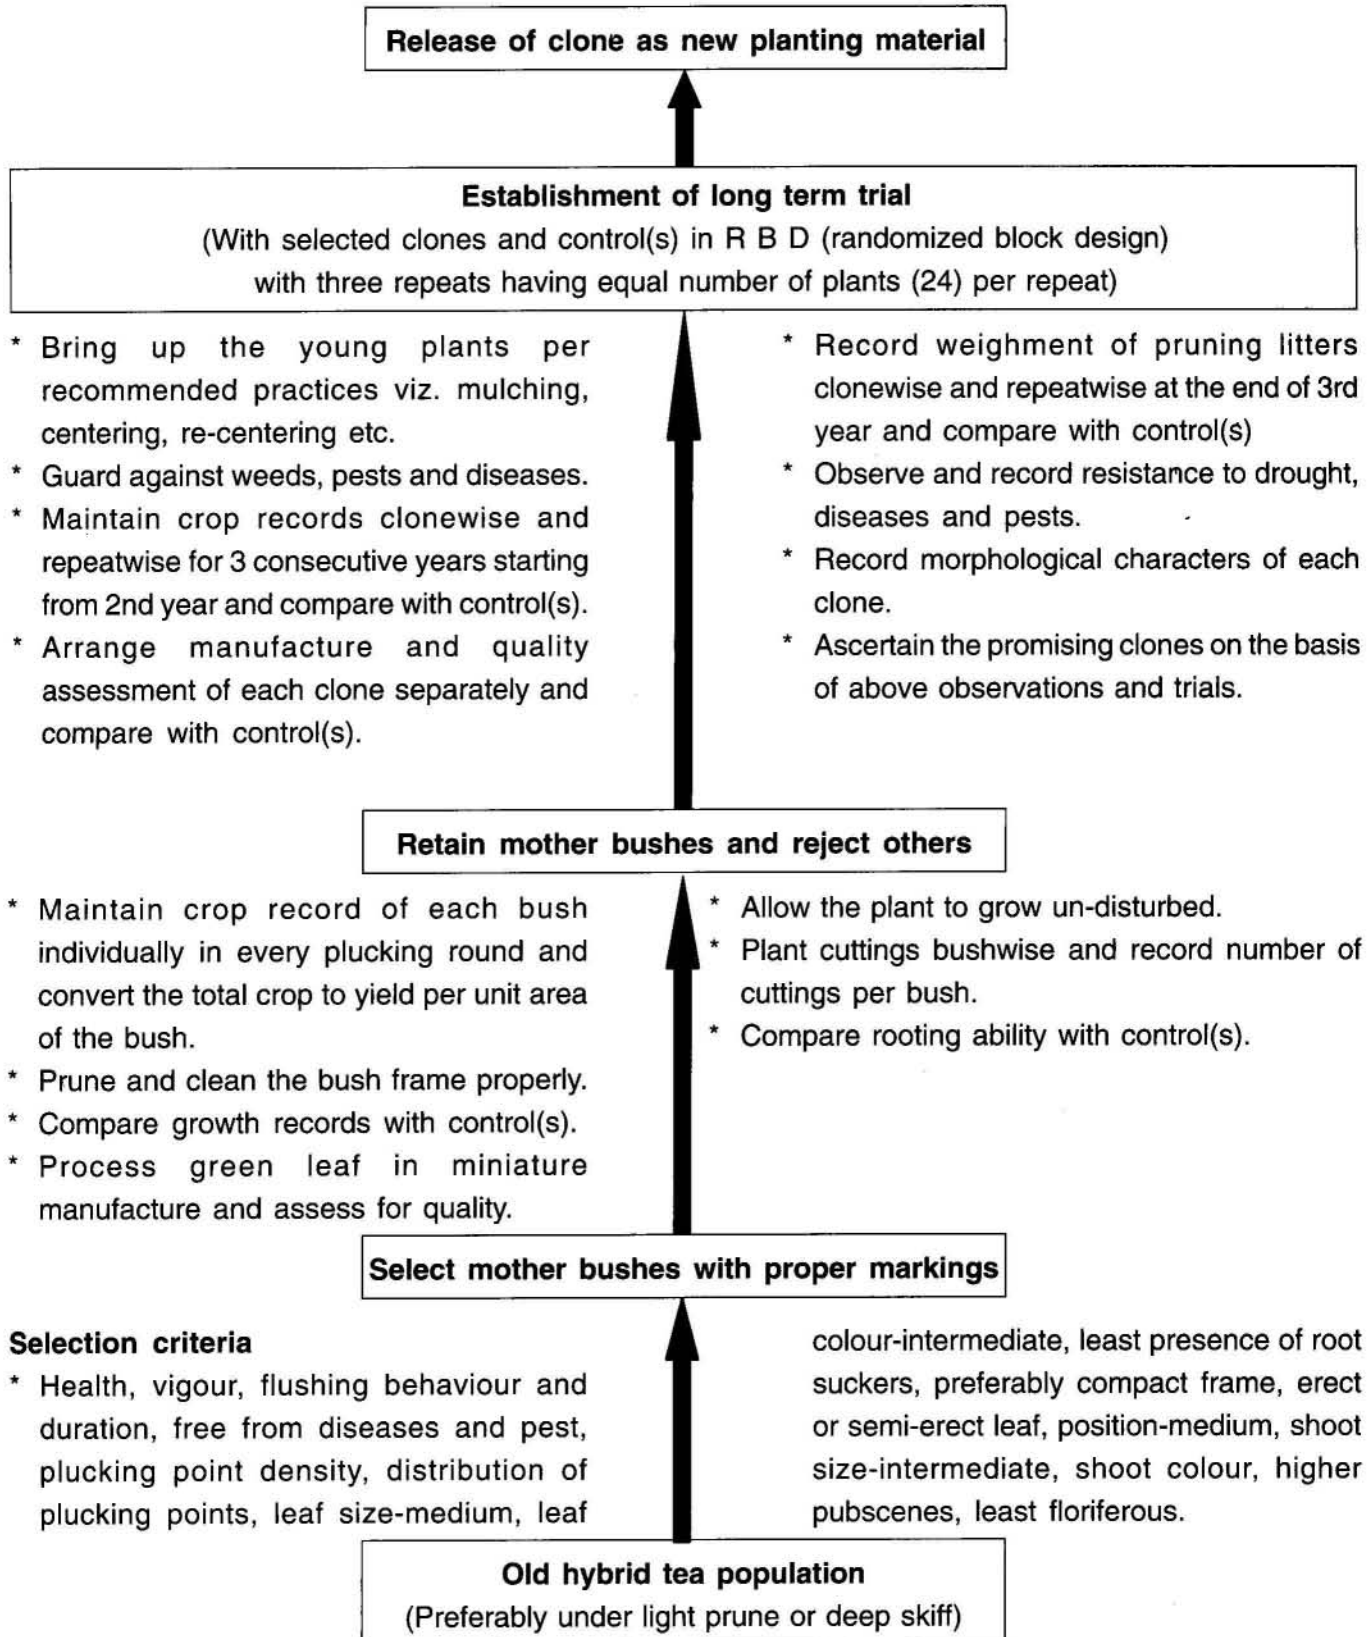 Release of clone as new planting material
Establishment of long term trial
(With selected clones and control(s) in R B D (randomized block design)
with three repeats having equal number of plants (24) per repeat)
* Bring up the young plants per
recommended practices viz. mulching,
centering, re-centering etc.
* Guard against weeds, pests and diseases.
* Maintain crop records clonewise and
repeatwise for 3 consecutive years starting
from 2nd year and compare with control(s).
* Arrange manufacture and quality
assessment of each clone separately and
compare with control(s).
* Record weighment of pruning litters
clonewise and repeatwise at the end of 3rd
year and compare with control(s)
* Observe and record resistance to drought,
diseases and pests.
* Record morphological characters of each
clone.
* Ascertain the promising clones on the basis
of above observations and trials.
Retain mother bushes and reject others
* Maintain crop record of each bush
individually in every plucking round and
convert the total crop to yield per unit area
of the bush.
* Prune and clean the bush frame properly.
* Compare growth records with control(s).
* Process green leaf in miniature
manufacture and assess for quality.
* Allow the plant to grow un-disturbed.
* Plant cuttings bushwise and record number of
cuttings per bush.
* Compare rooting ability with control(s).
Select mother bushes with proper markings
Selection criteria
* Health, vigour, flushing behaviour and
duration, free from diseases and pest,
plucking point density, distribution of
plucking points, leaf size-medium, leaf
colour-intermediate, least presence of root
suckers, preferably compact frame, erect
or semi-erect leaf, position-medium, shoot
size-intermediate, shoot colour, higher
pubscenes, least floriferous.
Old hybrid tea population
(Preferably under light prune or deep skiff)